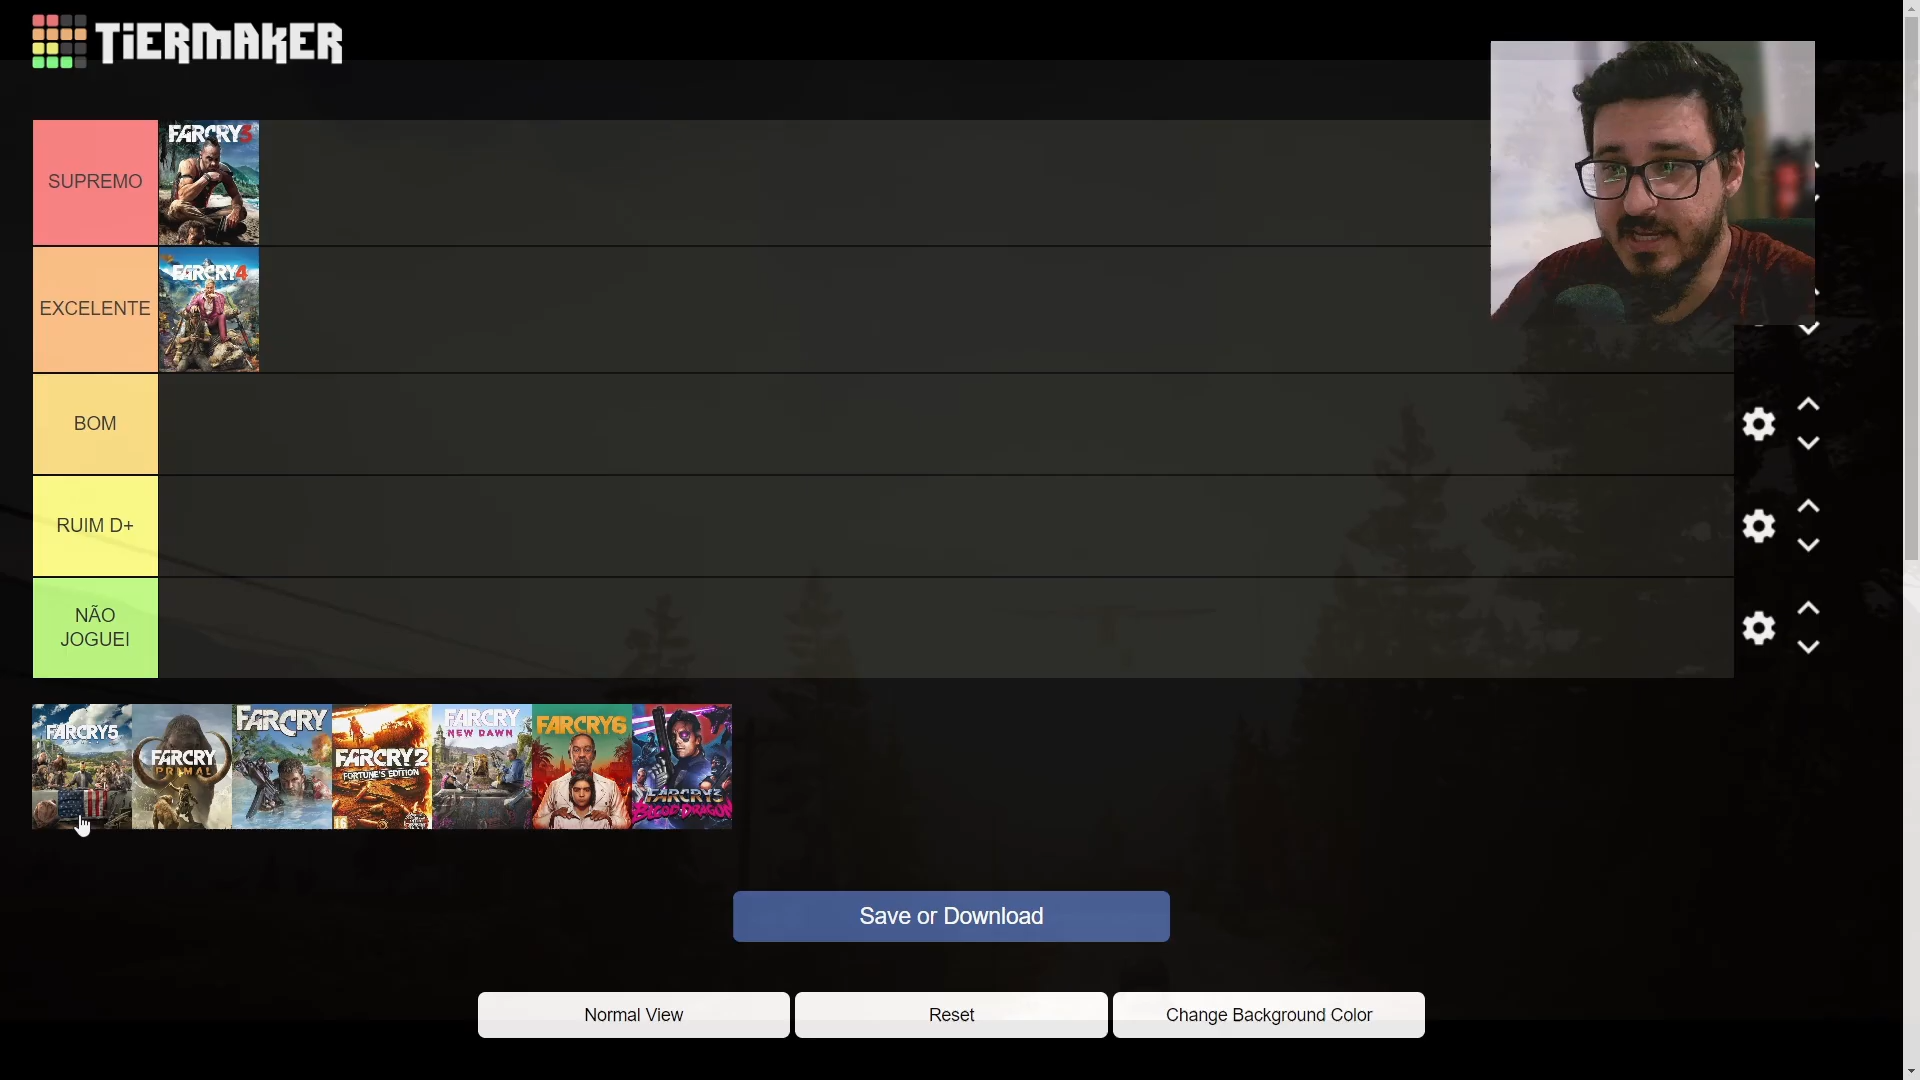 TiERMAKER
SUPREMO
FARCRY3
EXCELENTE
FARCRY4
BOM
RUIM D+
NÃO
JOGUEI
FARCRY5
FARCRY
PRIMAL
FARCRY
FARCRY2
FORTUNE'S EDITION
16
FARCRY
NEW DAWN
FARCRY6
FARCRY3
BLOOD DRAGON
Save or Download
Normal View
Reset
Change Background Color